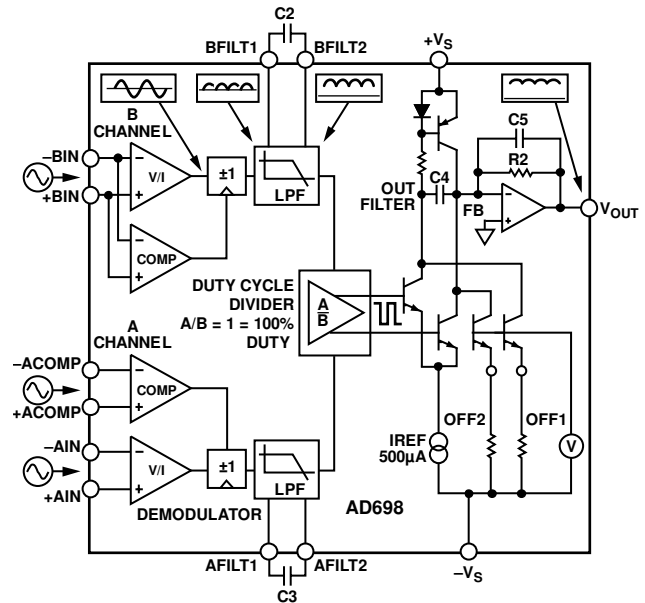 C2
BFILT1
BFILT2
+VS
B
CHANNEL
–BIN
+BIN
V/I
±1
LPF
COMP
C5
R2
C4
OUT
FILTER
FB
VOUT
DUTY CYCLE
DIVIDER
A/B = 1 = 100%
DUTY
A
B
A
CHANNEL
–ACOMP
+ACOMP
COMP
–AIN
+AIN
V/I
±1
LPF
DEMODULATOR
IREF
500µA
OFF2
OFF1
V
AD698
AFILT1
AFILT2
–VS
C3